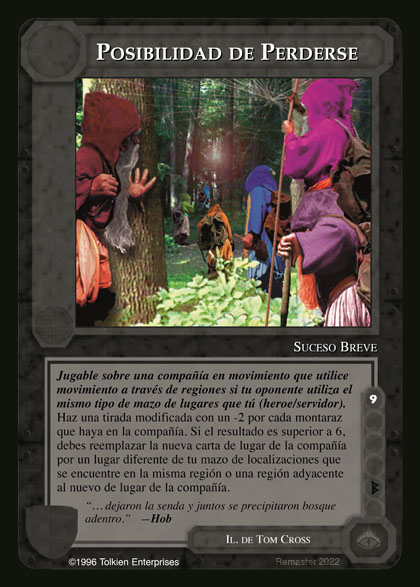 Posibilidad de Perderse
Suceso Breve
Jugable sobre una compañía en movimiento que utilice
movimiento a través de regiones si tu oponente utiliza el
mismo tipo de mazo de lugares que tú (heroe/servidor).
Haz una tirada modificada con un -2 por cada montaraz
que haya en la compañía. Si el resultado es superior a 6,
debes reemplazar la nueva carta de lugar de la compañía
por un lugar diferente de tu mazo de localizaciones que
se encuentre en la misma región o una región adyacente
al nuevo de lugar de la compañía.
9
“… dejaron la senda y juntos se precipitaron bosque
adentro.” —Hob
Il. de Tom Cross
©1996 Tolkien Enterprises
Remaster 2022